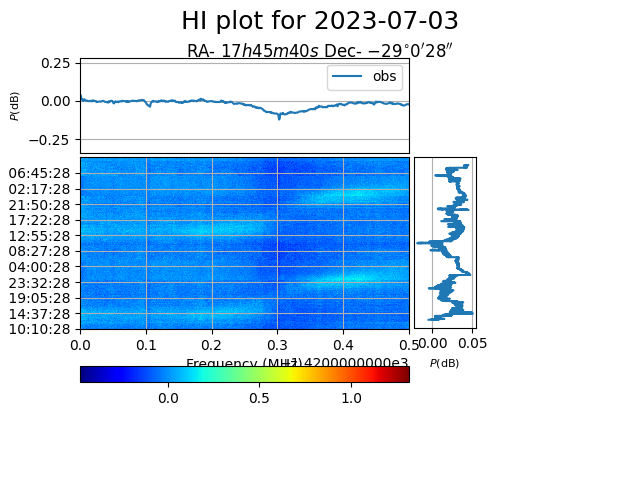 HI plot for 2023-07-03
RA- 17h45m40s Dec- −29°0′28″
0.25
0.00
−0.25
P(dB)
obs
06:45:28
02:17:28
21:50:28
17:22:28
12:55:28
08:27:28
04:00:28
23:32:28
19:05:28
14:37:28
10:10:28
0.0 0.1 0.2 0.3 0.4 0.5
0.00 0.05
Frequency (MHz)
P(dB)
0.0 0.5 1.0